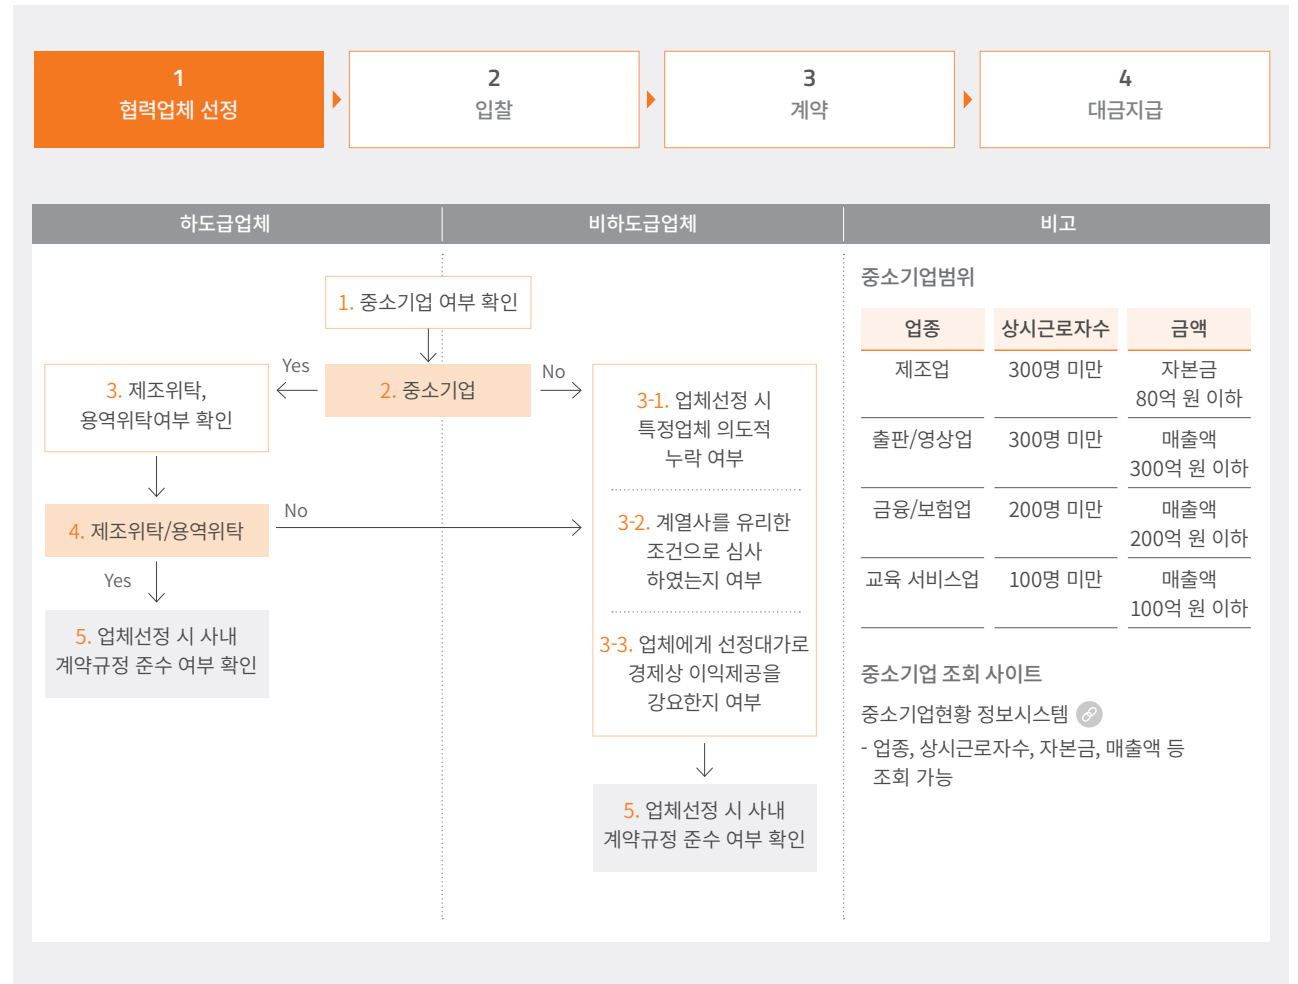 1
협력업체 선정
2
입찰
3
계약
4
대금지급
하도급업체
비하도급업체
비고
1. 중소기업 여부 확인
Yes
2. 중소기업
No
3. 제조위탁,
용역위탁여부 확인
4. 제조위탁/용역위탁
No
Yes
5. 업체선정 시 사내
계약규정 준수 여부 확인
3-1. 업체선정 시
특정업체 의도적
누락 여부
3-2. 계열사를 유리한
조건으로 심사
하였는지 여부
3-3. 업체에게 선정대가로
경제상 이익제공을
강요한지 여부
5. 업체선정 시 사내
계약규정 준수 여부 확인
중소기업범위
업종 상시근로자수 금액
제조업 300명 미만 자본금
80억 원 이하
출판/영상업 300명 미만 매출액
300억 원 이하
금융/보험업 200명 미만 매출액
200억 원 이하
교육 서비스업 100명 미만 매출액
100억 원 이하
중소기업 조회 사이트
중소기업현황 정보시스템
- 업종, 상시근로자수, 자본금, 매출액 등
조회 가능